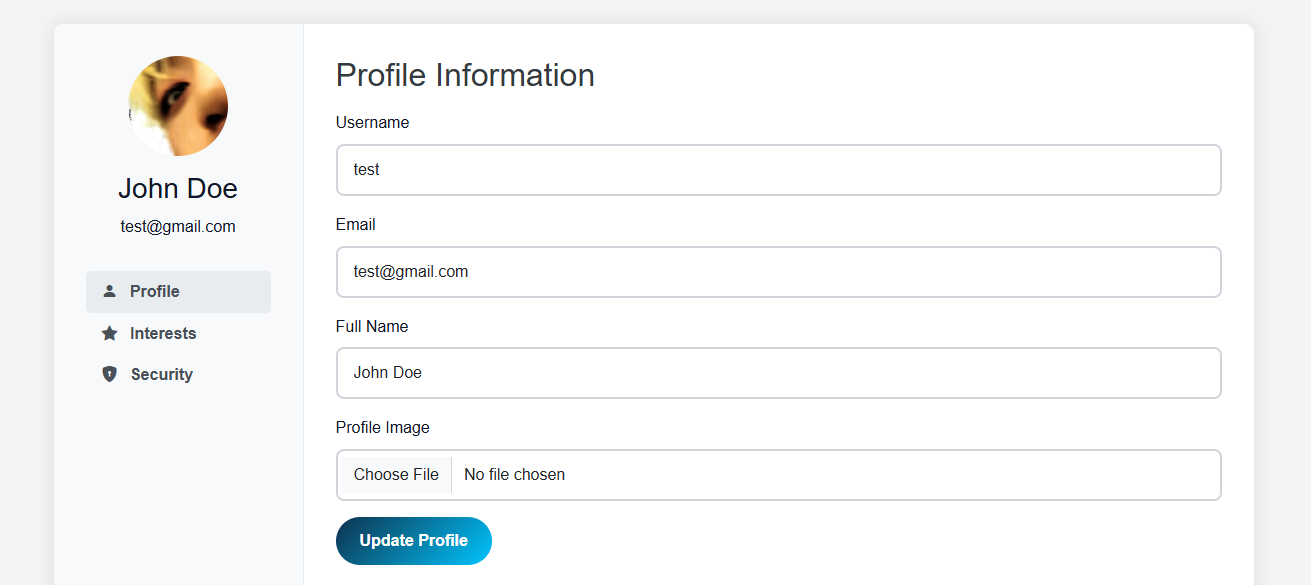 John Doe
test@gmail.com
Profile
Interests
Security
Profile Information
Username
test
Email
test@gmail.com
Full Name
John Doe
Profile Image
Choose File No file chosen
Update Profile